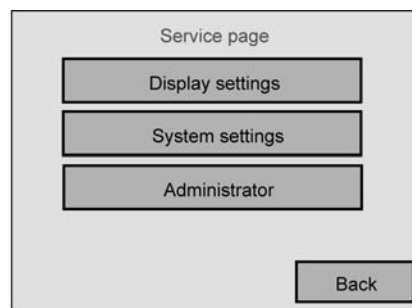 Service page
Display settings
System settings
Administrator
Back